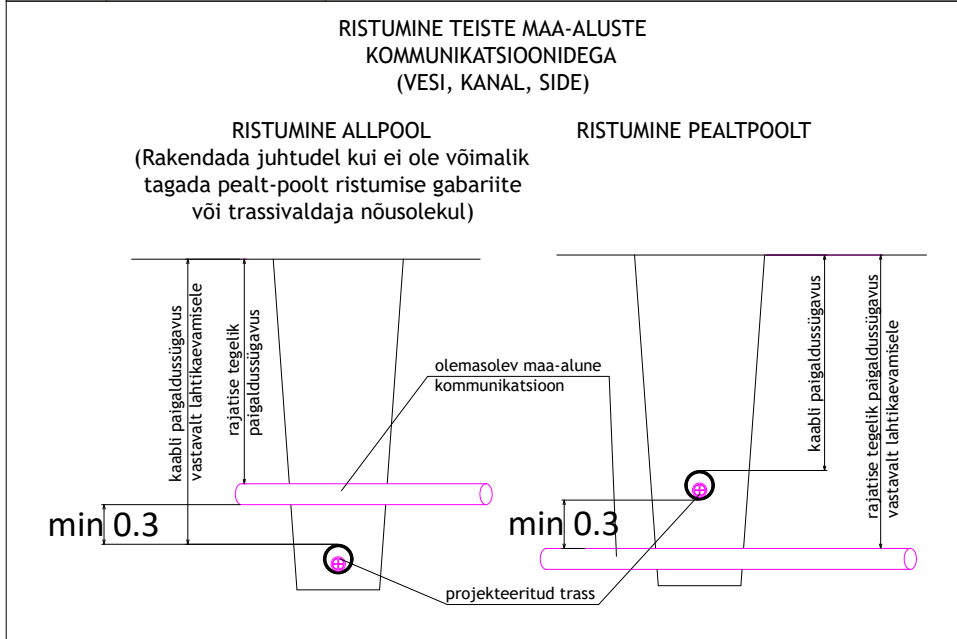 RISTUMINE TEISTE MAA-ALUSTE
KOMMUNIKATSIOONIDEGA
(VESI, KANAL, SIDE)
RISTUMINE ALLPOOL
(Rakendada juhtudel kui ei ole võimalik
tagada pealt-poolt ristumise gabariite
või trassivaldaja nõusolekul)
RISTUMINE PEALTPOOLT
kaabli paigaldussügavus
vastavalt lahtikaevamisele
rajatise tegelik
paigaldussügavus
olemasolev maa-alune
kommunikatsioon
kaabli paigaldussügavus
rajatise tegelik paigaldussügavus
vastavalt lahtikaevamisele
min 0.3
min 0.3
projekteeritud trass